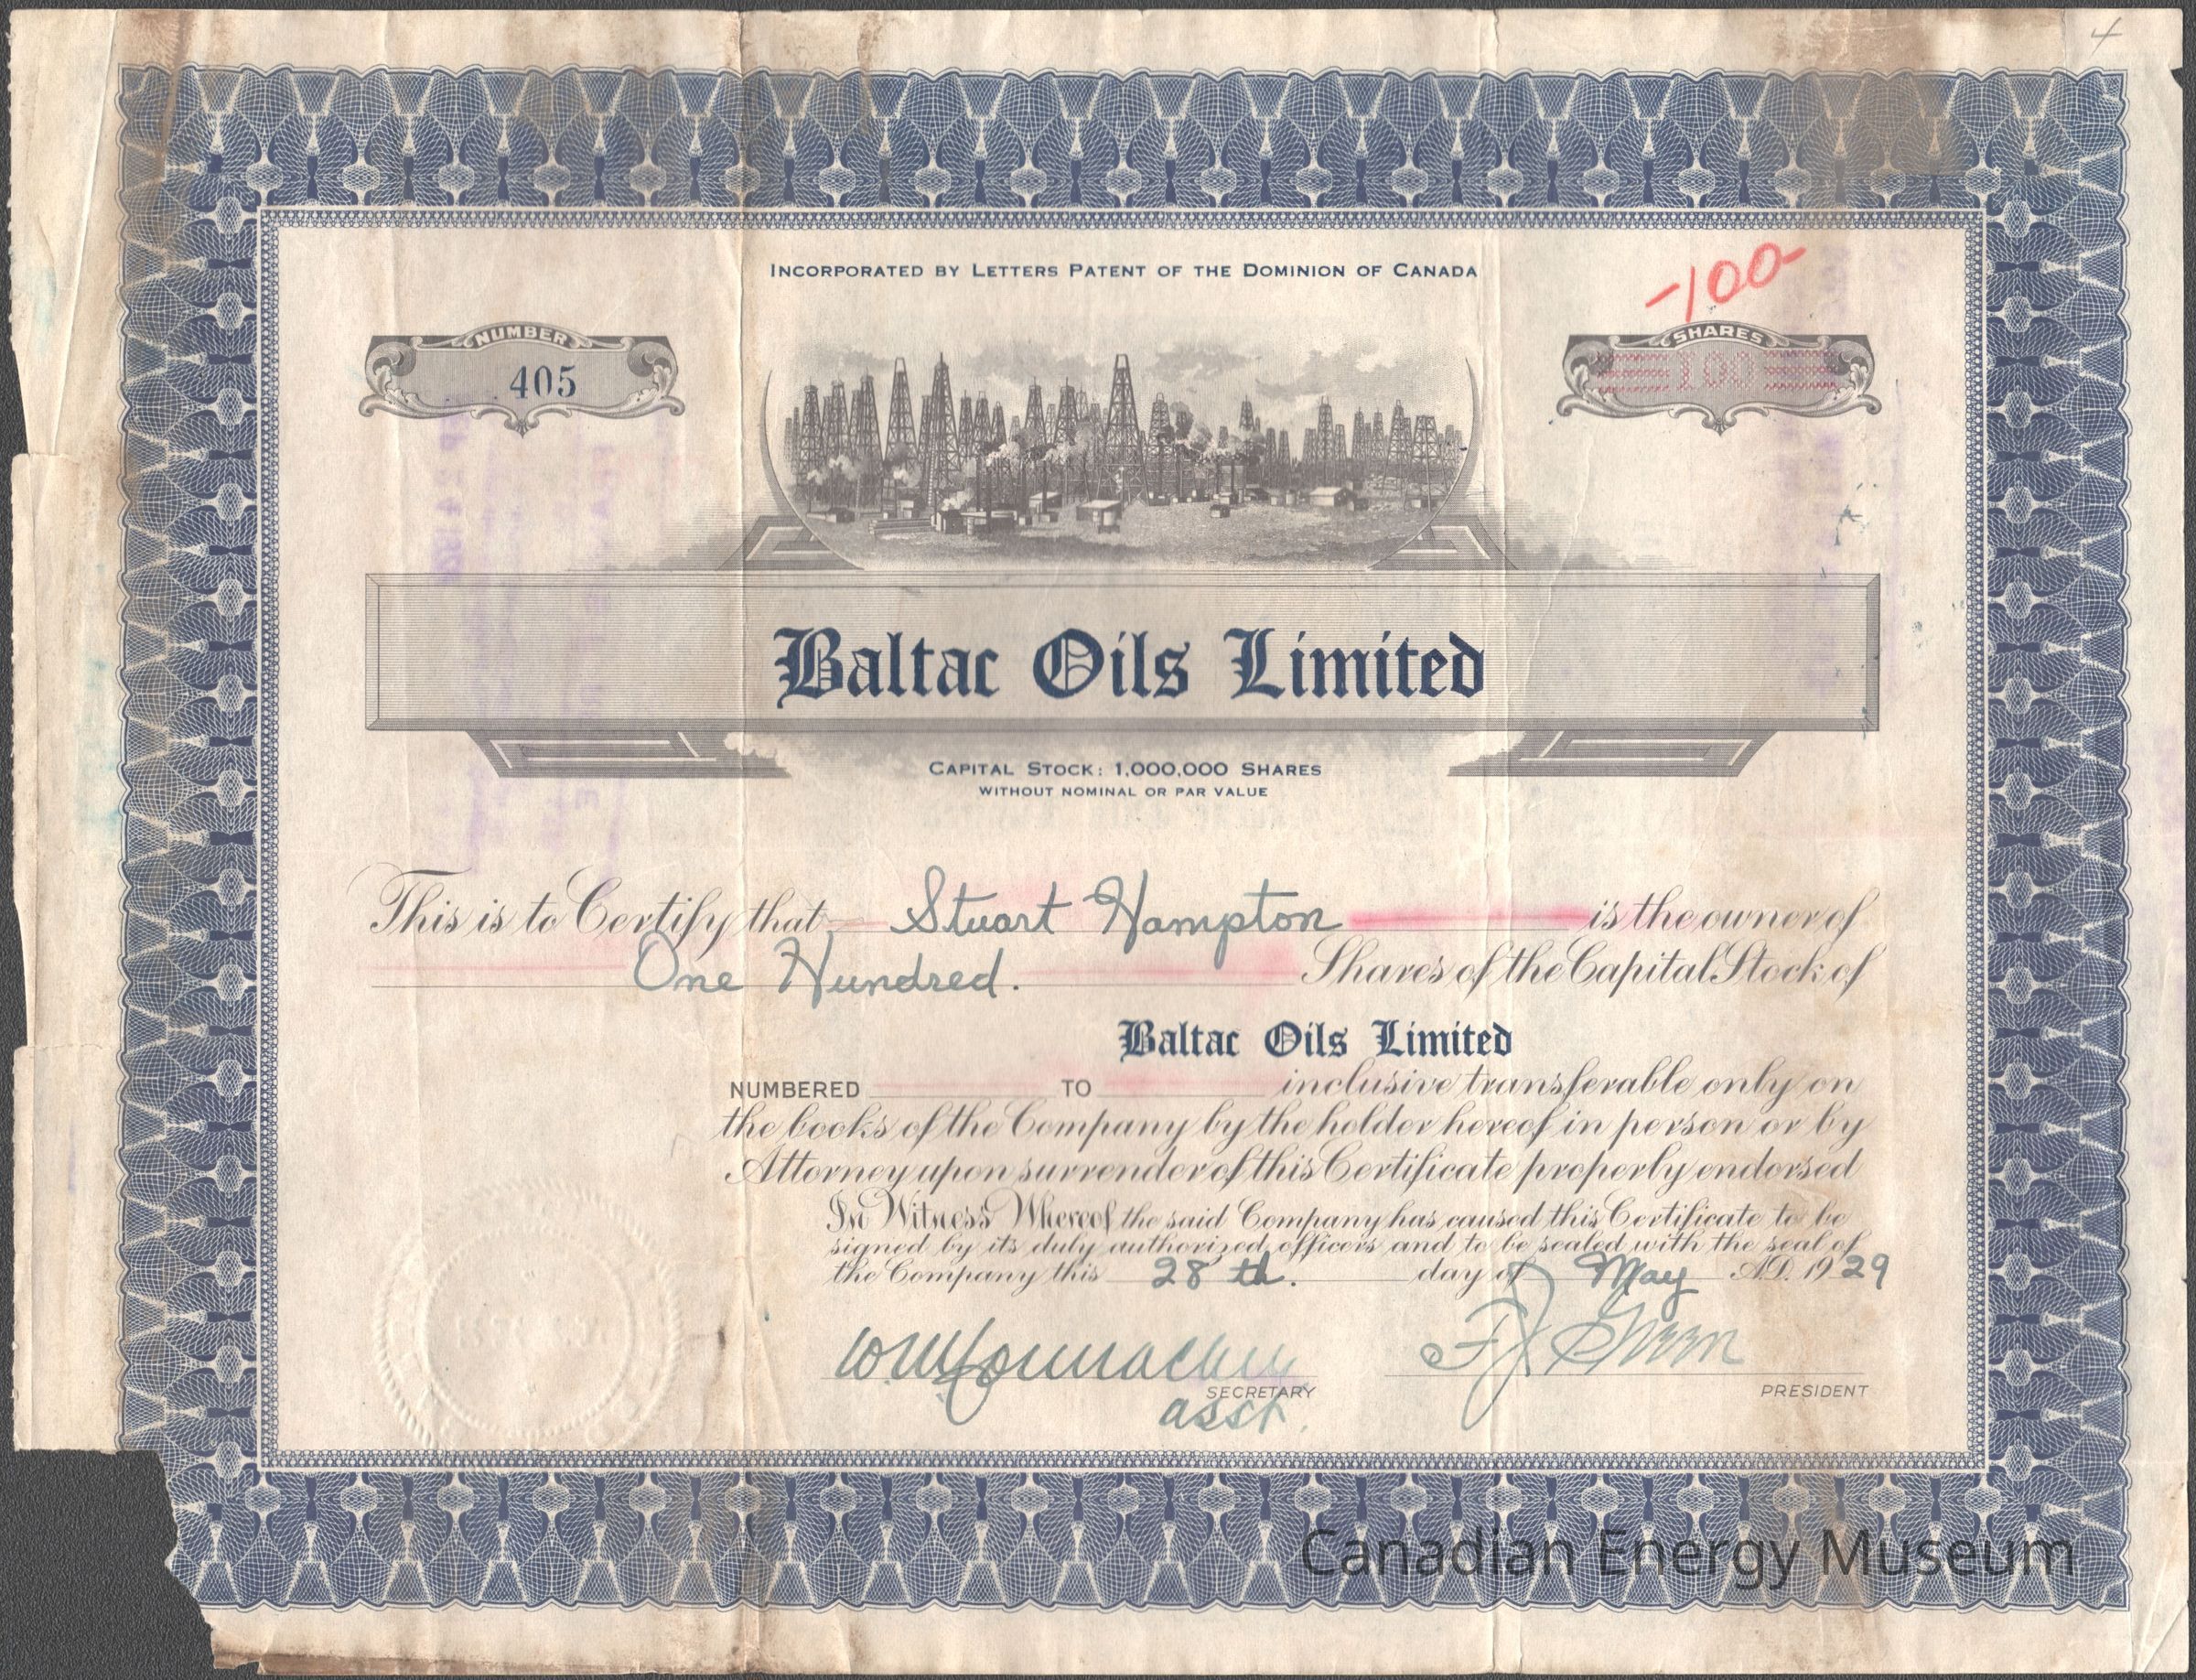 4
INCORPORATED BY LETTERS PATENT OF THE DOMINION OF CANADA
-100-
NUMBER
405
SHARES
100
Baltac Oils Limited
CAPITAL STOCK: 1,000,000 SHARES
WITHOUT NOMINAL OR PAR VALUE
This is to Certify that Stuart Hampton is the owner of
One Hundred. Shares of the Capital Stock of
Baltac Oils Limited
NUMBERED TO inclusive transferable only on
the books of the Company by the holder hereof in person or by
Attorney upon surrender of this Certificate properly endorsed
In Witness Whereof the said Company has caused this Certificate to be
signed by its duly authorized officers and to be sealed with the seal of
the Company this 28th. day of May A.D. 1929
F J Green
SECRETARY
PRESIDENT
asst.
Canadian Energy Museum